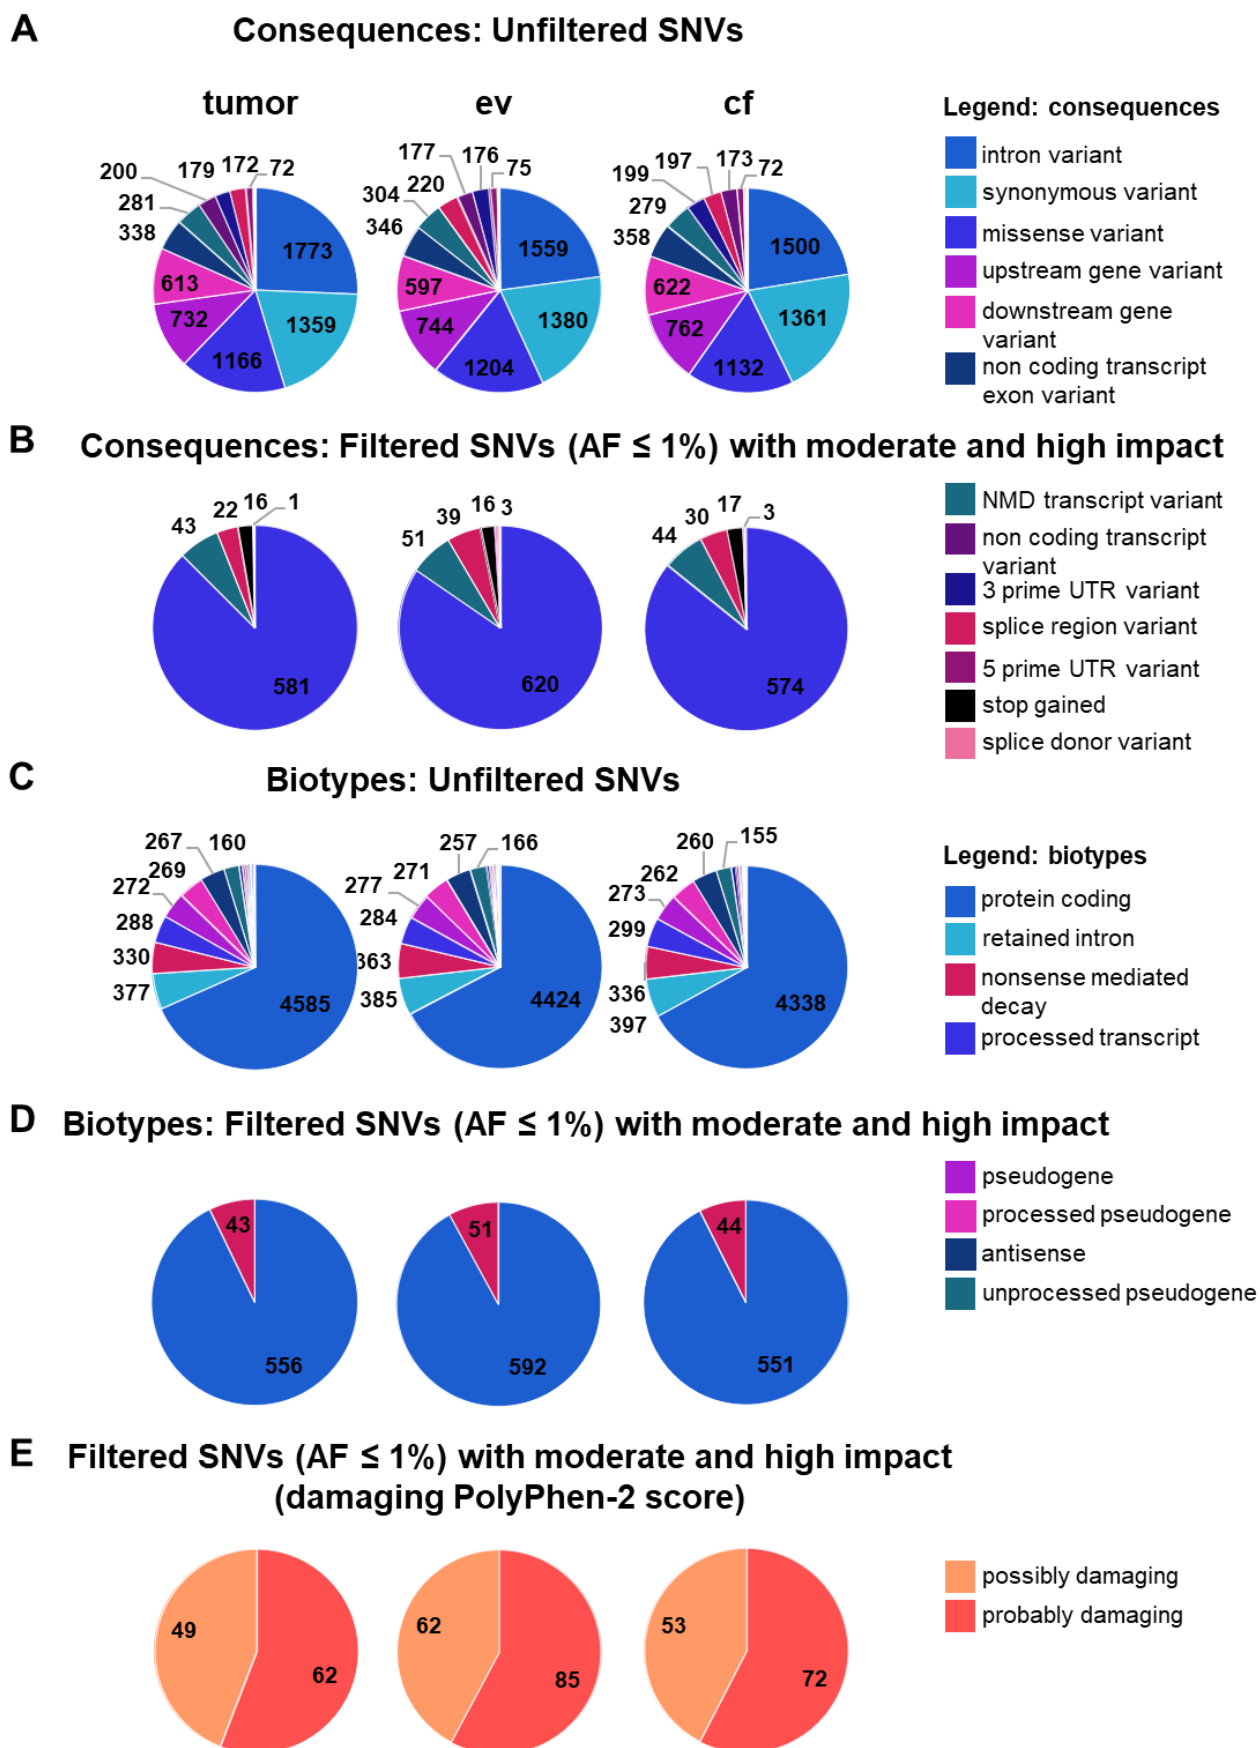 A
Consequences: Unfiltered SNVs
tumor
ev
cf
200
179
172
72
281
338
613
732
1166
1359
1773
177
176
75
304
220
346
597
744
1204
1380
1559
199
197
173
72
279
358
622
762
1132
1361
1500
Legend: consequences
intron variant
synonymous variant
missense variant
upstream gene variant
downstream gene
variant
non coding transcript
exon variant
B
Consequences: Filtered SNVs (AF ≤ 1%) with moderate and high impact
43
22
16
1
581
51
39
16
3
620
44
30
17
3
574
NMD transcript variant
non coding transcript
variant
3 prime UTR variant
splice region variant
5 prime UTR variant
stop gained
splice donor variant
C
Biotypes: Unfiltered SNVs
267
160
269
272
288
330
377
4585
257
166
271
277
284
363
385
4424
260
155
262
273
299
336
397
4338
Legend: biotypes
protein coding
retained intron
nonsense mediated
decay
processed transcript
D
Biotypes: Filtered SNVs (AF ≤ 1%) with moderate and high impact
43
556
51
592
44
551
pseudogene
processed pseudogene
antisense
unprocessed pseudogene
E
Filtered SNVs (AF ≤ 1%) with moderate and high impact
(damaging PolyPhen-2 score)
49
62
62
85
53
72
possibly damaging
probably damaging